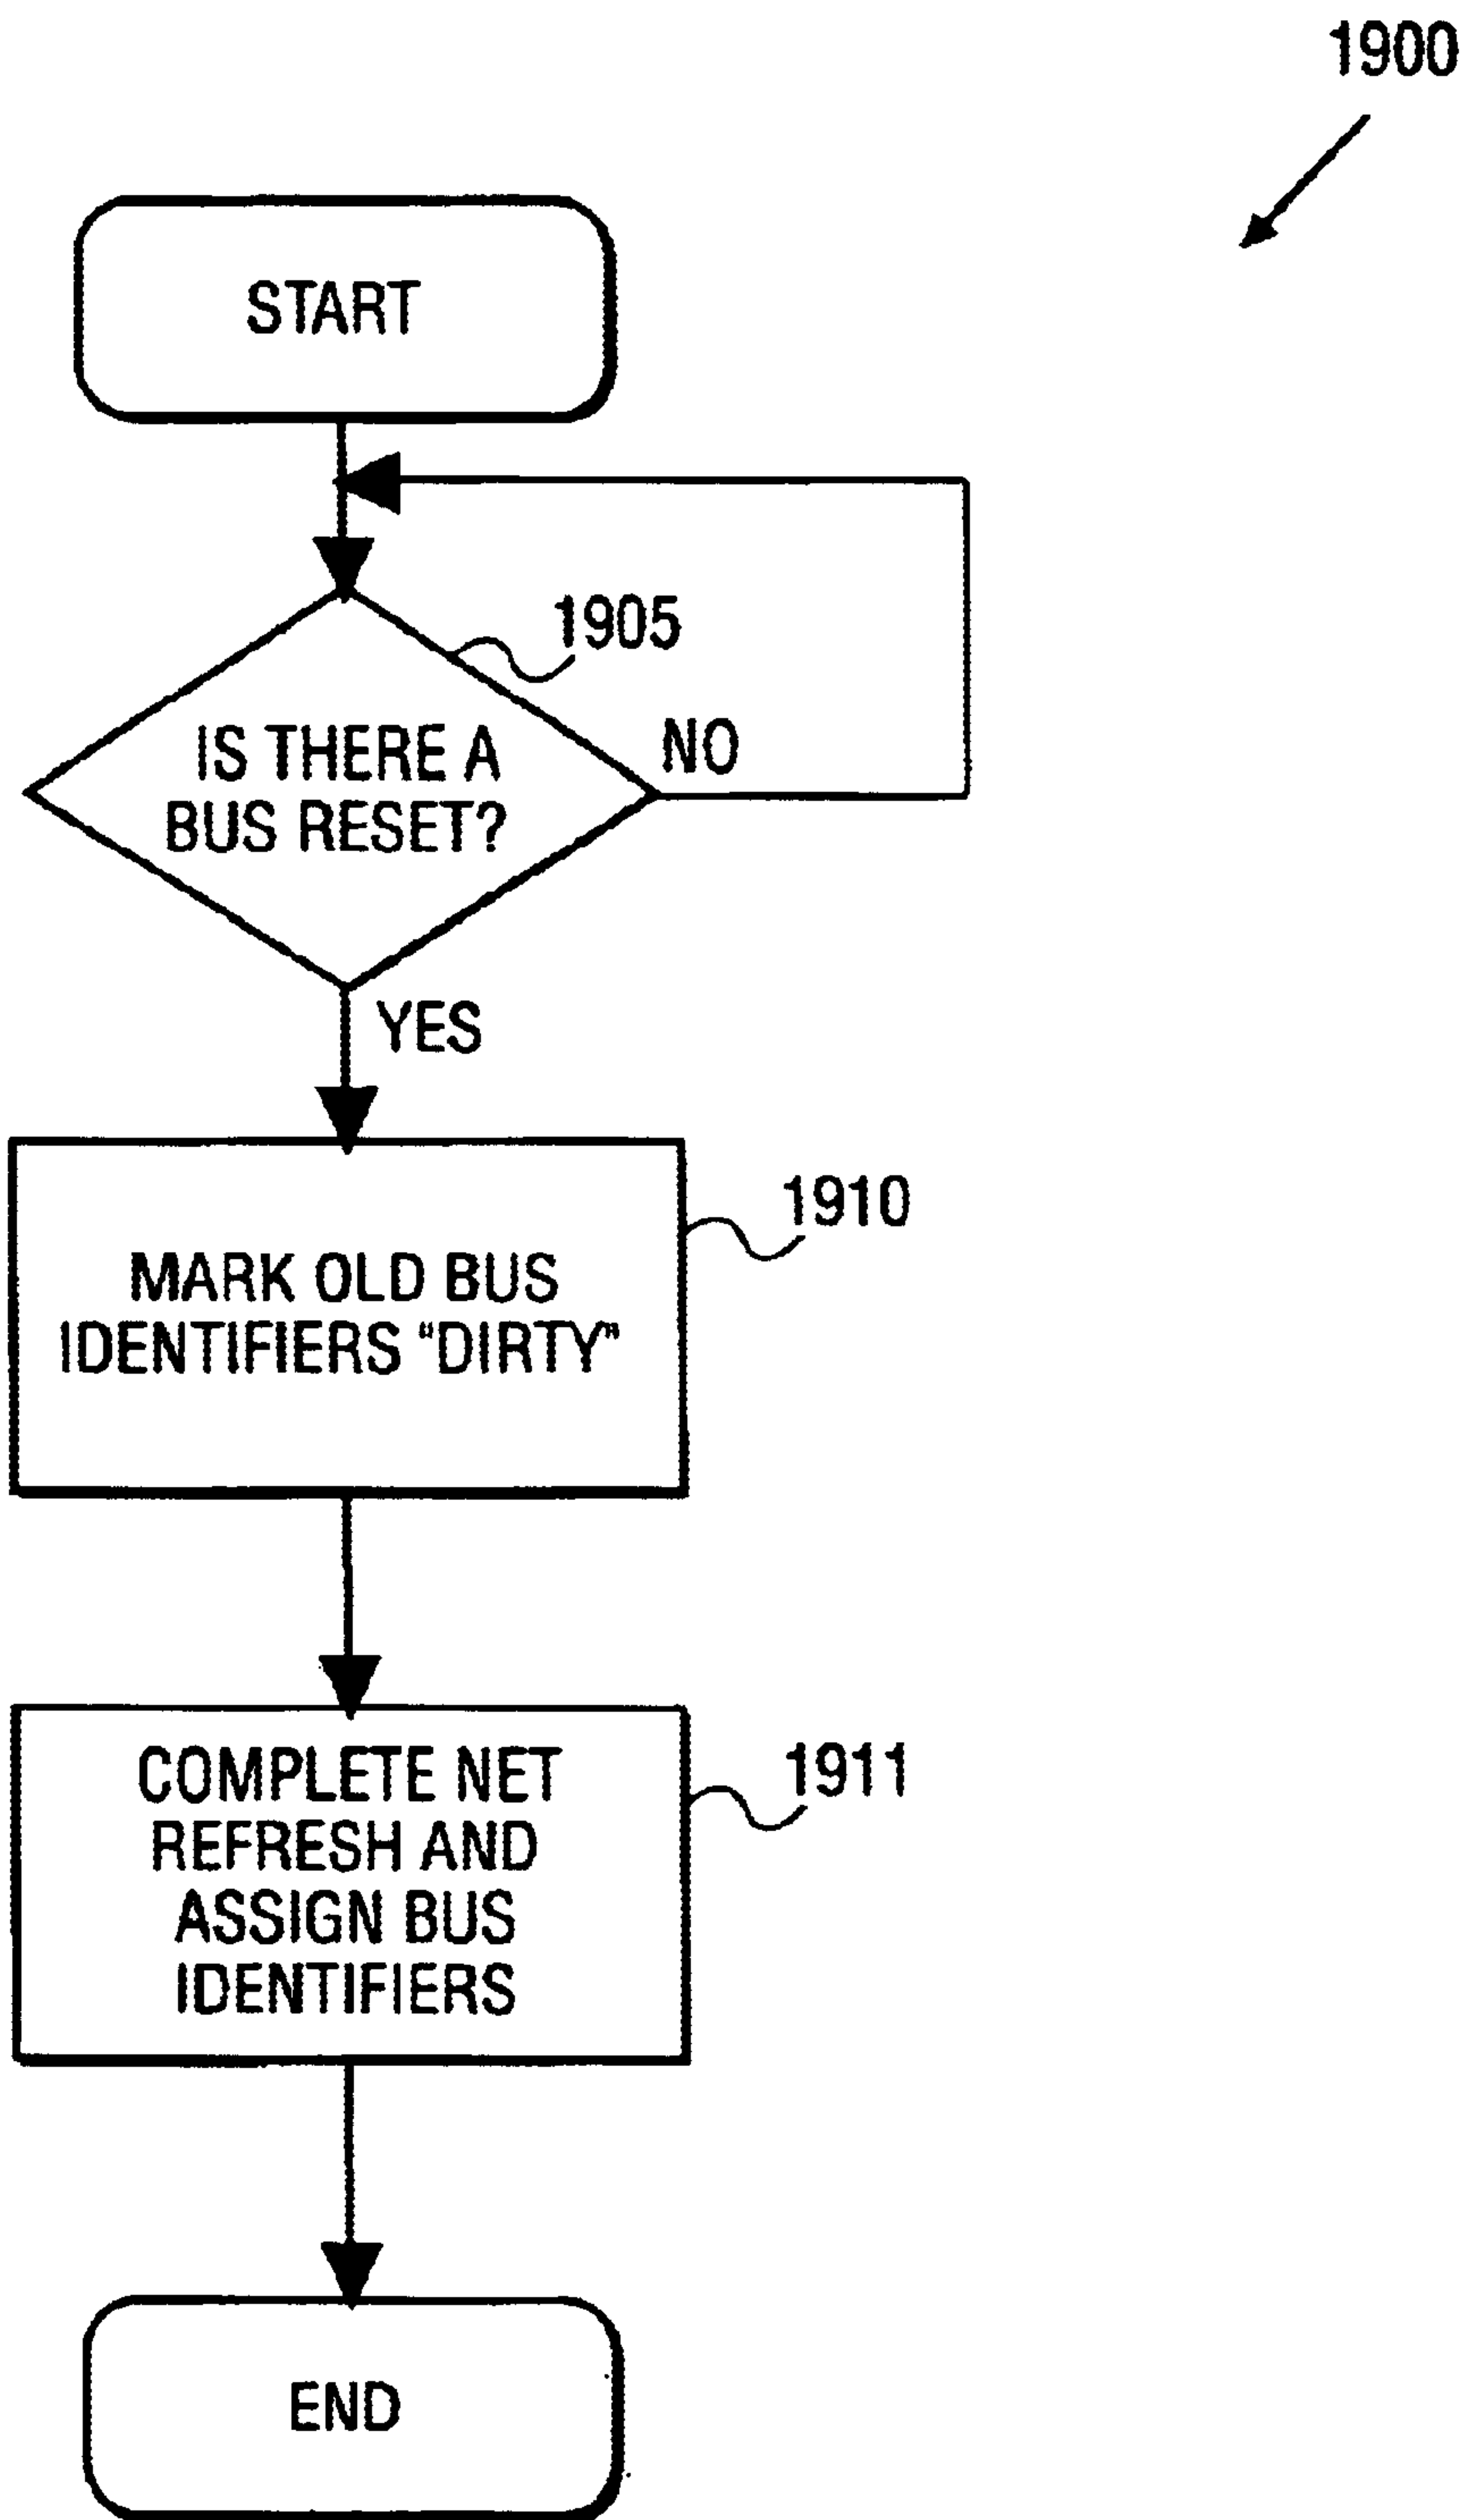 1900
START
1905
IS THERE A
BUS RESET?
NO
YES
1910
MARK OLD BUS
IDENTIFIERS "DIRTY"
1911
COMPLETE NET
REFRESH AND
ASSIGN BUS
IDENTIFIERS
END